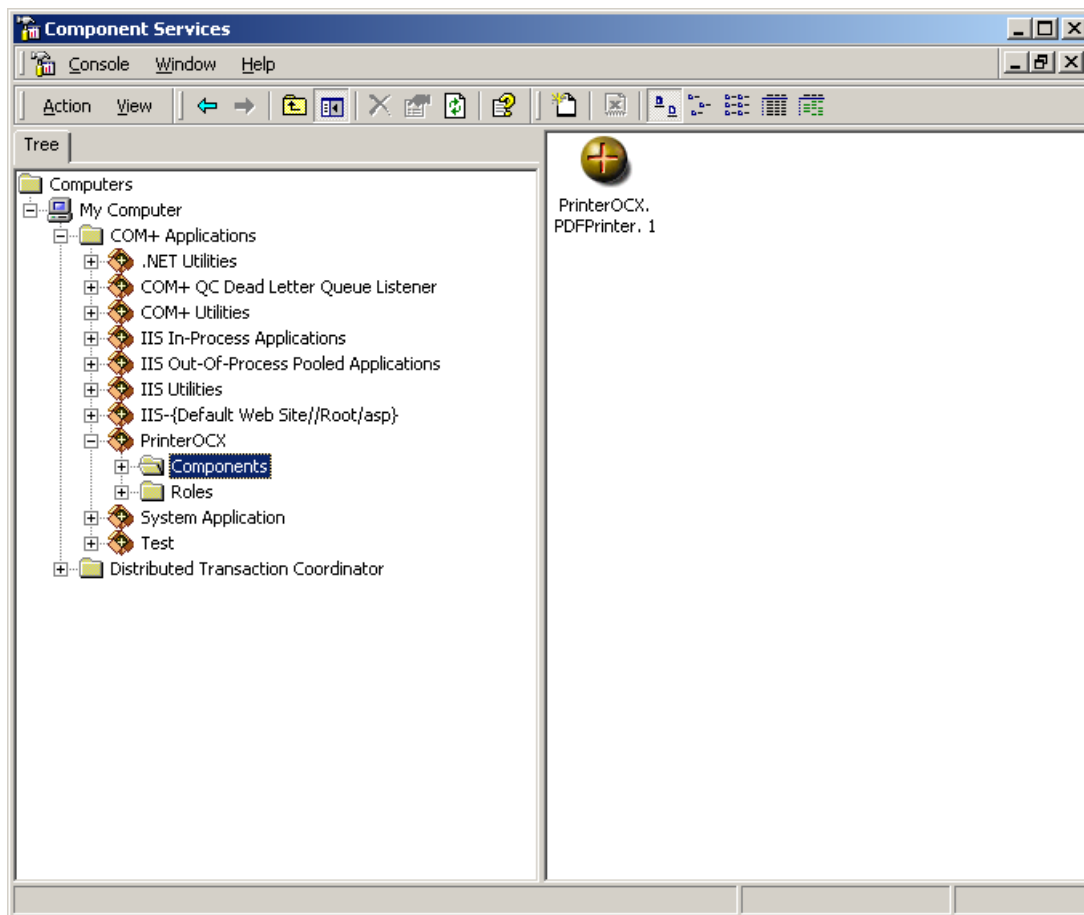 Component Services
Console Window Help
Action View
Tree
Computers
My Computer
COM+ Applications
.NET Utilities
COM+ QC Dead Letter Queue Listener
COM+ Utilities
IIS In-Process Applications
IIS Out-Of-Process Pooled Applications
IIS Utilities
IIS-{Default Web Site//Root/asp}
PrinterOCX
Components
Roles
System Application
Test
Distributed Transaction Coordinator
PrinterOCX.
PDFPrinter. 1